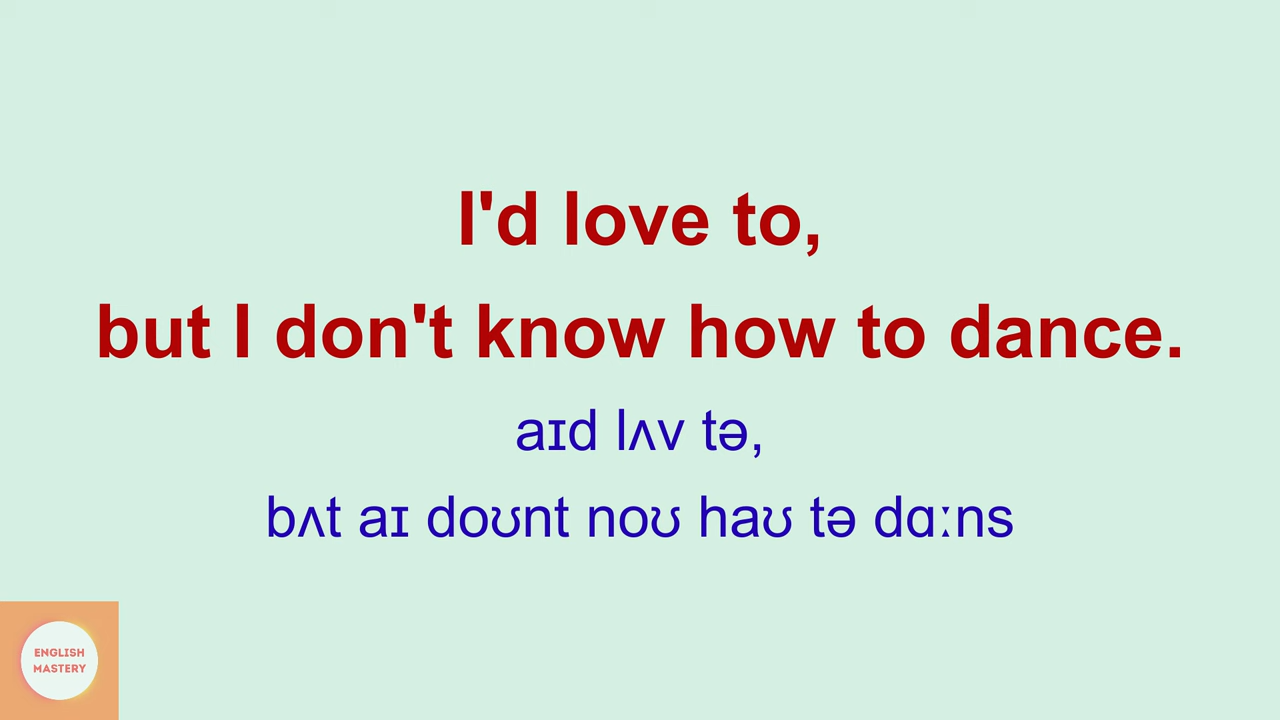 I'd love to,
but I don't know how to dance.
aɪd lʌv tə,
bʌt aɪ doʊnt noʊ haʊ tə dɑːns
ENGLISH
MASTERY